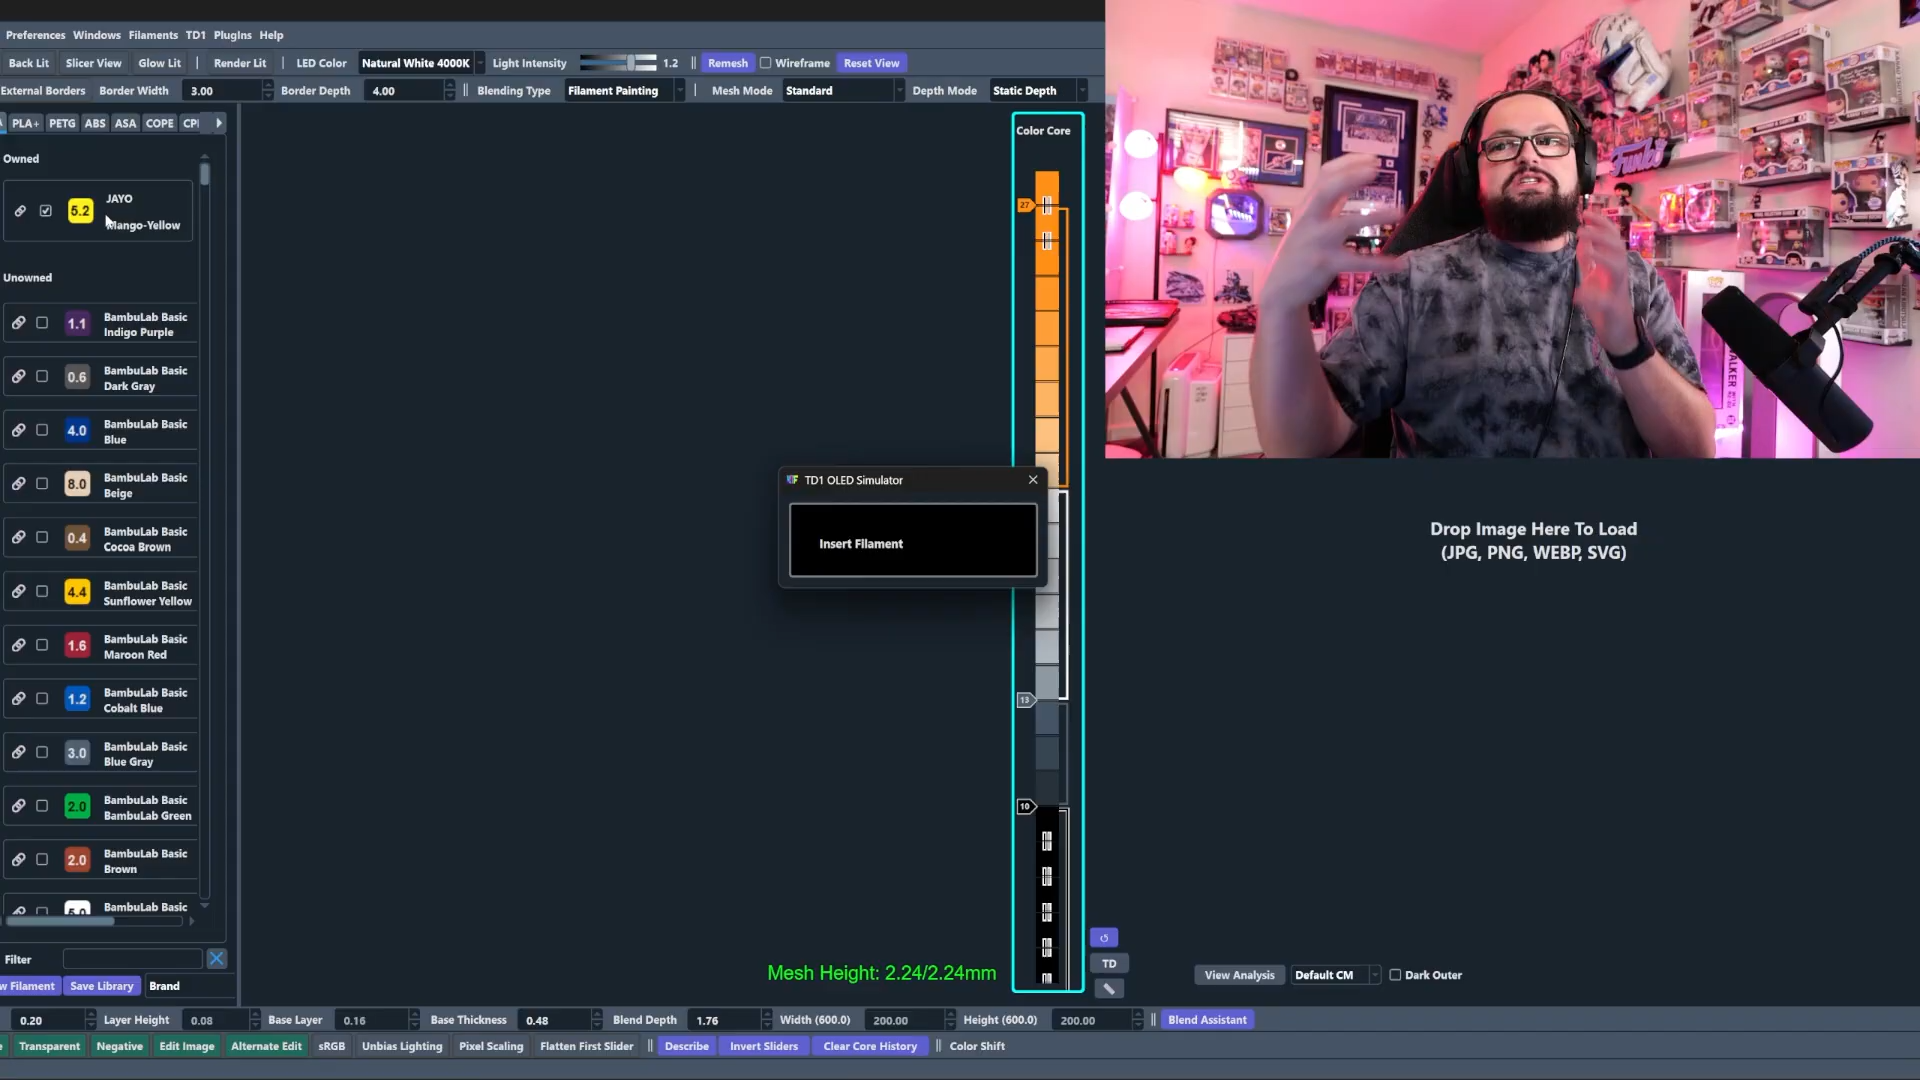 Preferences Windows Filaments TD1 PlugIns Help
Back Lit Slicer View Glow Lit | Render Lit | LED Color Natural White 4000K Light Intensity 1.2 || Remesh Wireframe Reset View
External Borders Border Width 3.00 Border Depth 4.00 || Blending Type Filament Painting | Mesh Mode Standard Depth Mode Static Depth
PLA+ PETG ABS ASA COPE CPI
Owned
5.2 JAYO
Mango-Yellow
Unowned
1.1 BambuLab Basic
Indigo Purple
0.6 BambuLab Basic
Dark Gray
4.0 BambuLab Basic
Blue
8.0 BambuLab Basic
Beige
0.4 BambuLab Basic
Cocoa Brown
4.4 BambuLab Basic
Sunflower Yellow
1.6 BambuLab Basic
Maroon Red
1.2 BambuLab Basic
Cobalt Blue
3.0 BambuLab Basic
Blue Gray
2.0 BambuLab Basic
BambuLab Green
2.0 BambuLab Basic
Brown
5.0 BambuLab Basic
Filter
w Filament Save Library Brand
Color Core
27
13
10
TD1 OLED Simulator
Insert Filament
Mesh Height: 2.24/2.24mm
Funko
WALKER
Drop Image Here To Load
(JPG, PNG, WEBP, SVG)
TD
View Analysis Default CM Dark Outer
0.20 Layer Height 0.08 Base Layer 0.16 Base Thickness 0.48 Blend Depth 1.76 Width (600.0) 200.00 Height (600.0) 200.00 || Blend Assistant
Transparent Negative Edit Image Alternate Edit sRGB Unbias Lighting Pixel Scaling Flatten First Slider || Describe Invert Sliders Clear Core History || Color Shift